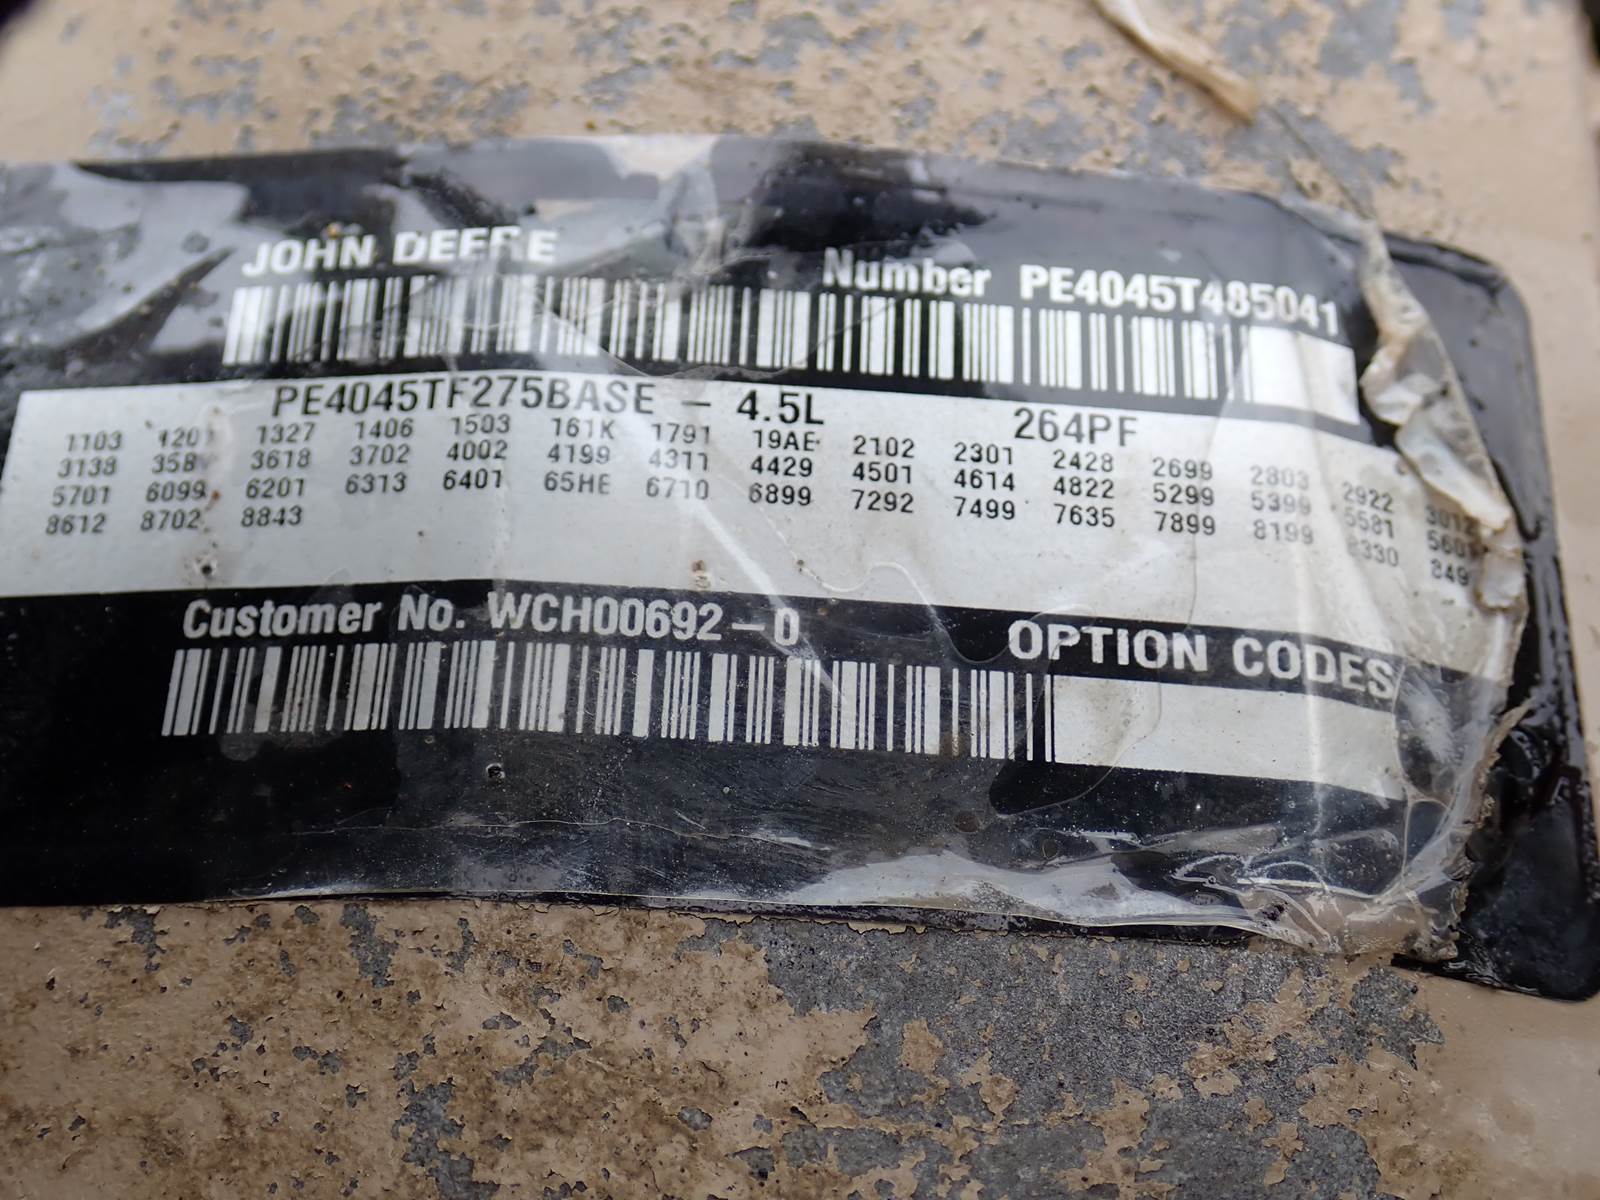 JOHN DEERE
Number PE4045T485041
PE4045TF275BASE - 4.5L 264PF
1103 1201 1327 1406 1503 161K 1791 19AE 2102 2301 2428 2699 2803 2922 3012
3138 3618 3702 4002 4199 4311 4429 4501 4614 4822 5299 5399 5581 5601
5701 6099 6201 6313 6401 65HE 6710 6899 7292 7499 7635 7899 8199 8330
8612 8702 8843
Customer No. WCH00692-0
OPTION CODES